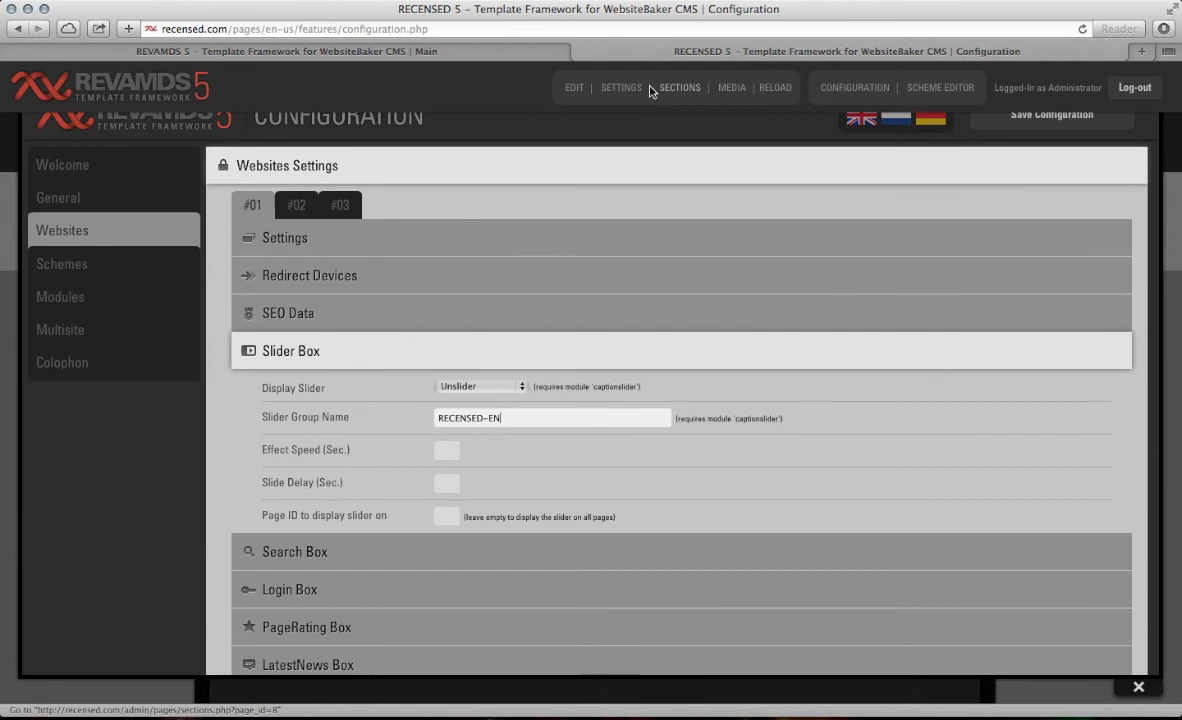 RECENSED 5 – Template Framework for WebsiteBaker CMS | Configuration
recensed.com/pages/en-us/features/configuration.php
Reader
REVAMDS 5 – Template Framework for WebsiteBaker CMS | Main
RECENSED 5 – Template Framework for WebsiteBaker CMS | Configuration
REVAMDS 5
TEMPLATE FRAMEWORK
EDIT | SETTINGS | SECTIONS | MEDIA | RELOAD
CONFIGURATION | SCHEME EDITOR
Logged-In as Administrator
Log-out
REVAMDS 5
TEMPLATE FRAMEWORK
CONFIGURATION
Save Configuration
Welcome
General
Websites
Schemes
Modules
Multisite
Colophon
Websites Settings
#01 #02 #03
Settings
Redirect Devices
SEO Data
Slider Box
Display Slider Unslider (requires module 'captionslider')
Slider Group Name RECENSED-EN (requires module 'captionslider')
Effect Speed (Sec.)
Slide Delay (Sec.)
Page ID to display slider on (leave empty to display the slider on all pages)
Search Box
Login Box
PageRating Box
LatestNews Box
Go to "http://recensed.com/admin/pages/sections.php?page_id=8"